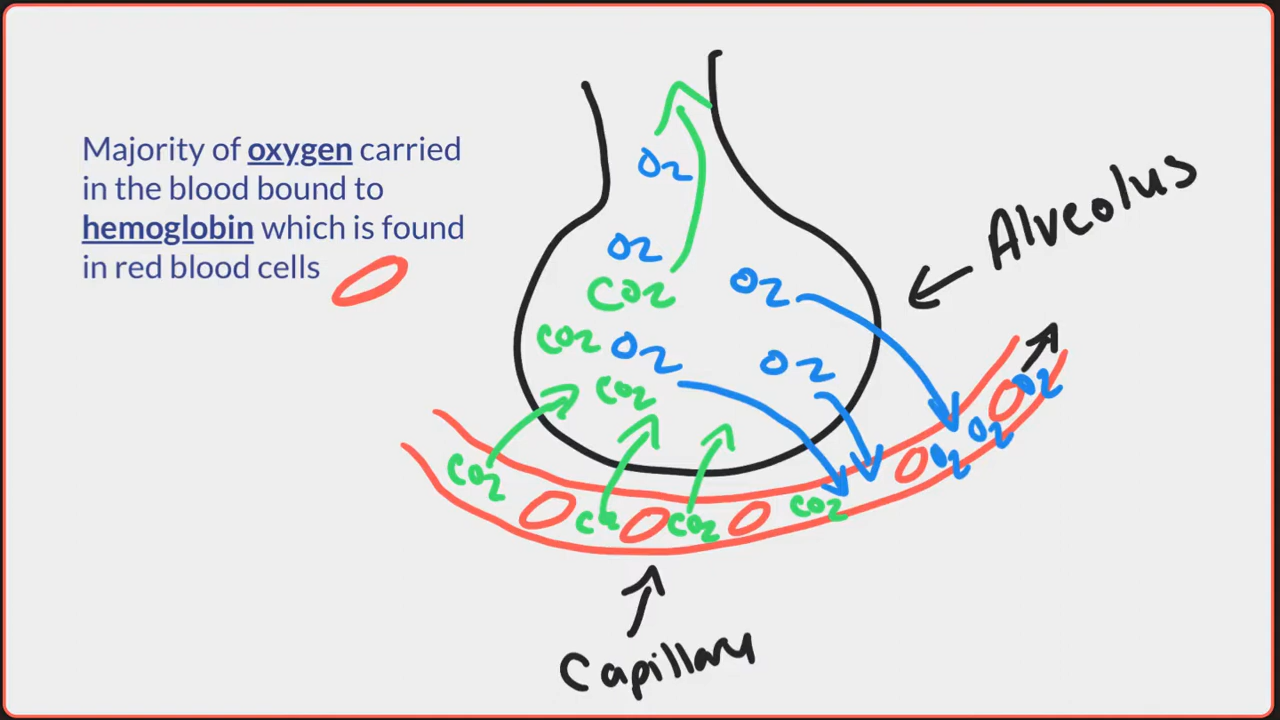 Majority of oxygen carried
in the blood bound to
hemoglobin which is found
in red blood cells
O2
O2
CO2
O2
CO2
O2
O2
CO2
Alveolus
CO2
CO2
CO2
O2
O2
O2
Capillary